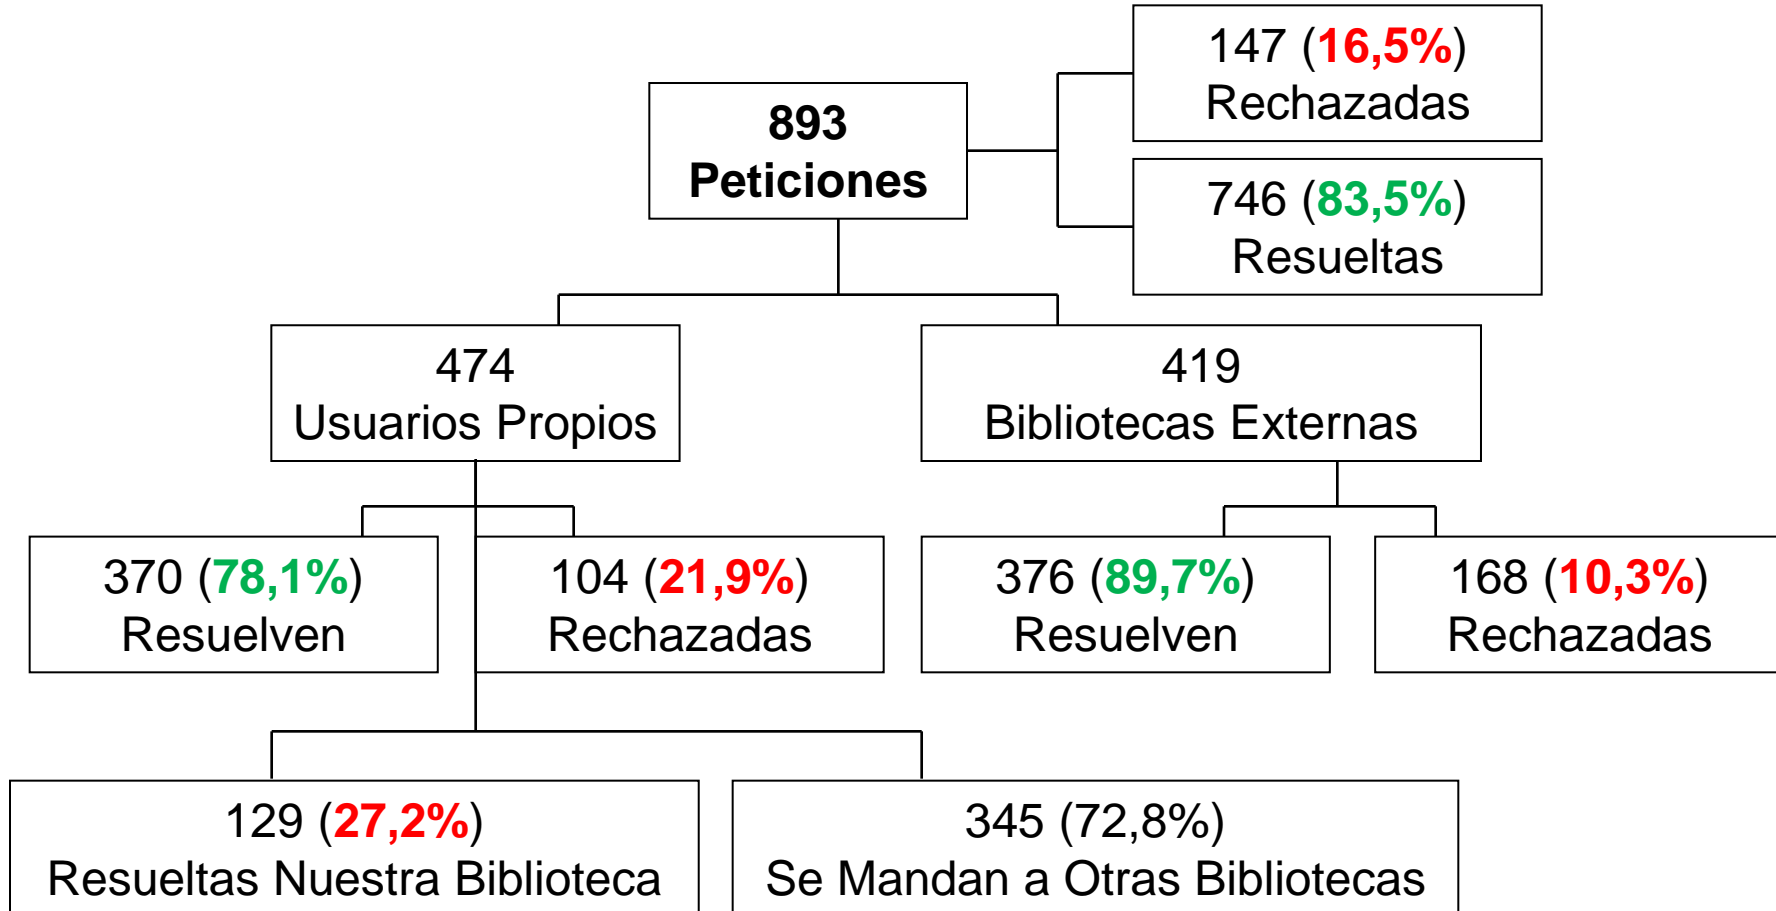 147 (16,5%)
Rechazadas
893
Peticiones
746 (83,5%)
Resueltas
474
Usuarios Propios
419
Bibliotecas Externas
370 (78,1%)
Resuelven
104 (21,9%)
Rechazadas
376 (89,7%)
Resuelven
168 (10,3%)
Rechazadas
129 (27,2%)
Resueltas Nuestra Biblioteca
345 (72,8%)
Se Mandan a Otras Bibliotecas